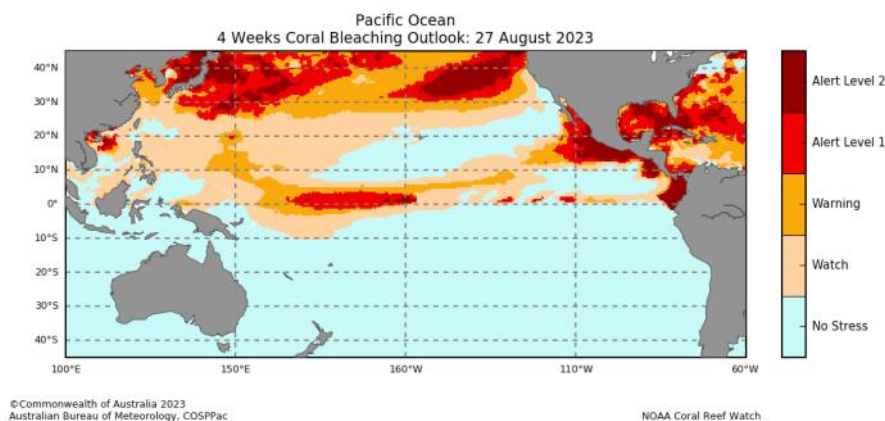 Pacific Ocean
4 Weeks Coral Bleaching Outlook: 27 August 2023
40°N
30°N
20°N
10°N
0°
10°S
20°S
30°S
40°S
100°E
150°E
160°W
110°W
60°W
Alert Level 2
Alert Level 1
Warning
Watch
No Stress
©Commonwealth of Australia 2023
Australian Bureau of Meteorology, COSPPac
NOAA Coral Reef Watch